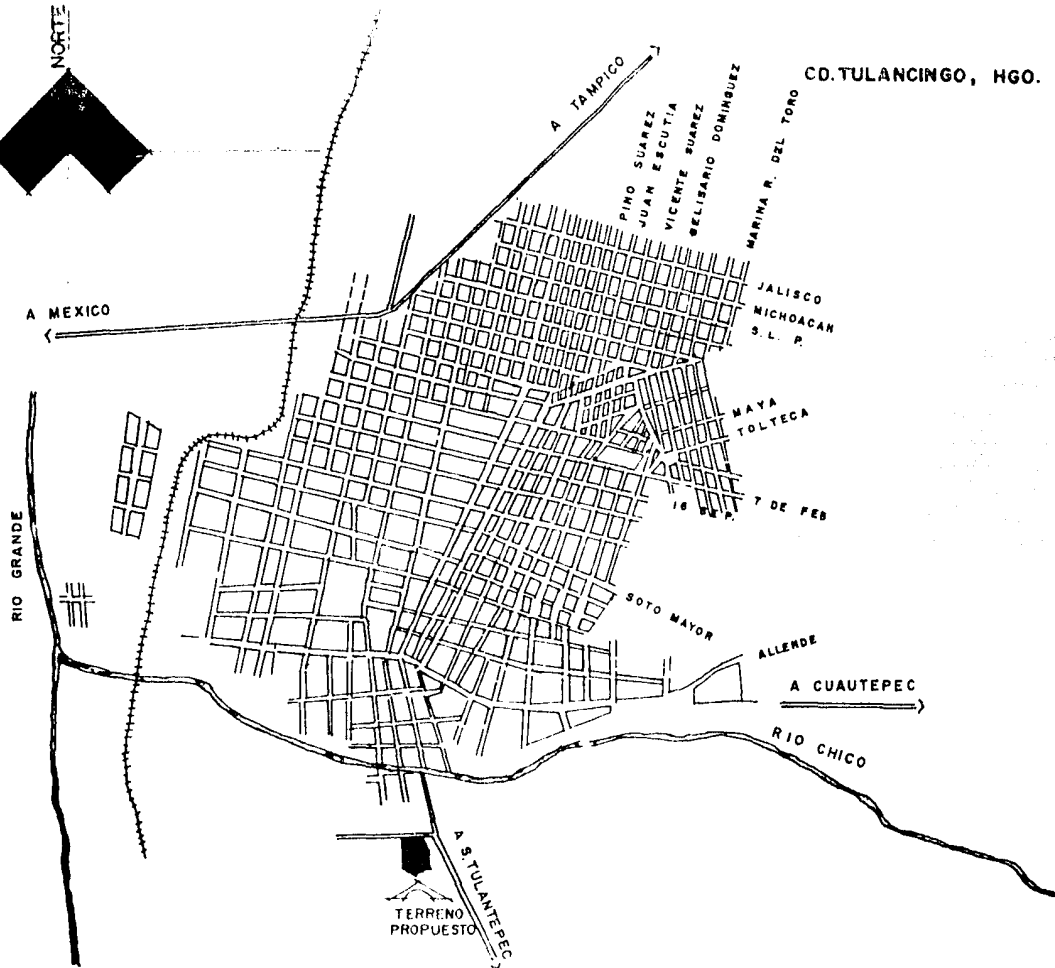 NORTE
CD. TULANCINGO, HGO.
A TAMPICO
PINO SUAREZ
JUAN ESCUTIA
VICENTE SUAREZ
BELISARIO DOMINGUEZ
MARINA R. DEL TORO
A MEXICO
JALISCO
MICHOACAN
S. L. P.
MAYA
TOLTECA
7 DE FEB
16 SEP.
RIO GRANDE
SOTO MAYOR
ALLENDE
A CUAUTEPEC
RIO CHICO
A S. TULANTEPEC
TERRENO
PROPUESTO